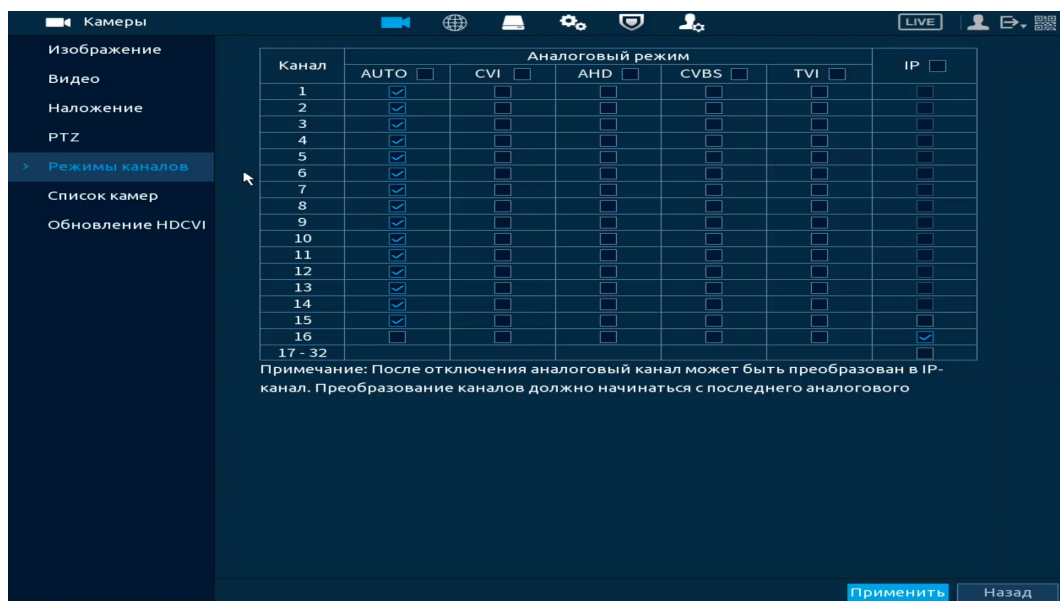 Камеры
LIVE
Изображение
Видео
Наложение
PTZ
> Режимы каналов
Список камер
Обновление HDCVI
Канал
Аналоговый режим
IP
AUTO CVI AHD CVBS TVI
1
2
3
4
5
6
7
8
9
10
11
12
13
14
15
16
17 - 32
Примечание: После отключения аналоговый канал может быть преобразован в IP-
канал. Преобразование каналов должно начинаться с последнего аналогового
Применить Назад